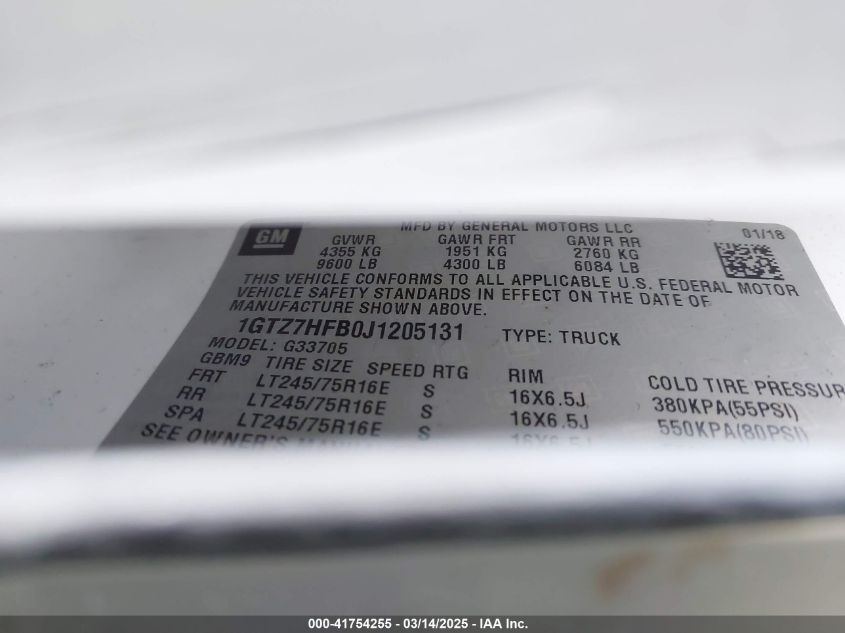 GM
MFD BY GENERAL MOTORS LLC
01/18
GVWR GAWR FRT GAWR RR
4355 KG 1951 KG 2760 KG
9600 LB 4300 LB 6084 LB
THIS VEHICLE CONFORMS TO ALL APPLICABLE U.S. FEDERAL MOTOR
VEHICLE SAFETY STANDARDS IN EFFECT ON THE DATE OF
MANUFACTURE SHOWN ABOVE.
1GTZ7HFB0J1205131 TYPE: TRUCK
MODEL: G33705
GBM9 TIRE SIZE SPEED RTG RIM COLD TIRE PRESSUR
FRT LT245/75R16E S 16X6.5J 380KPA(55PSI)
RR LT245/75R16E S 16X6.5J 550KPA(80PSI)
SPA LT245/75R16E S 16X6.5J
SEE OWNER'S
000-41754255 - 03/14/2025 - IAA Inc.